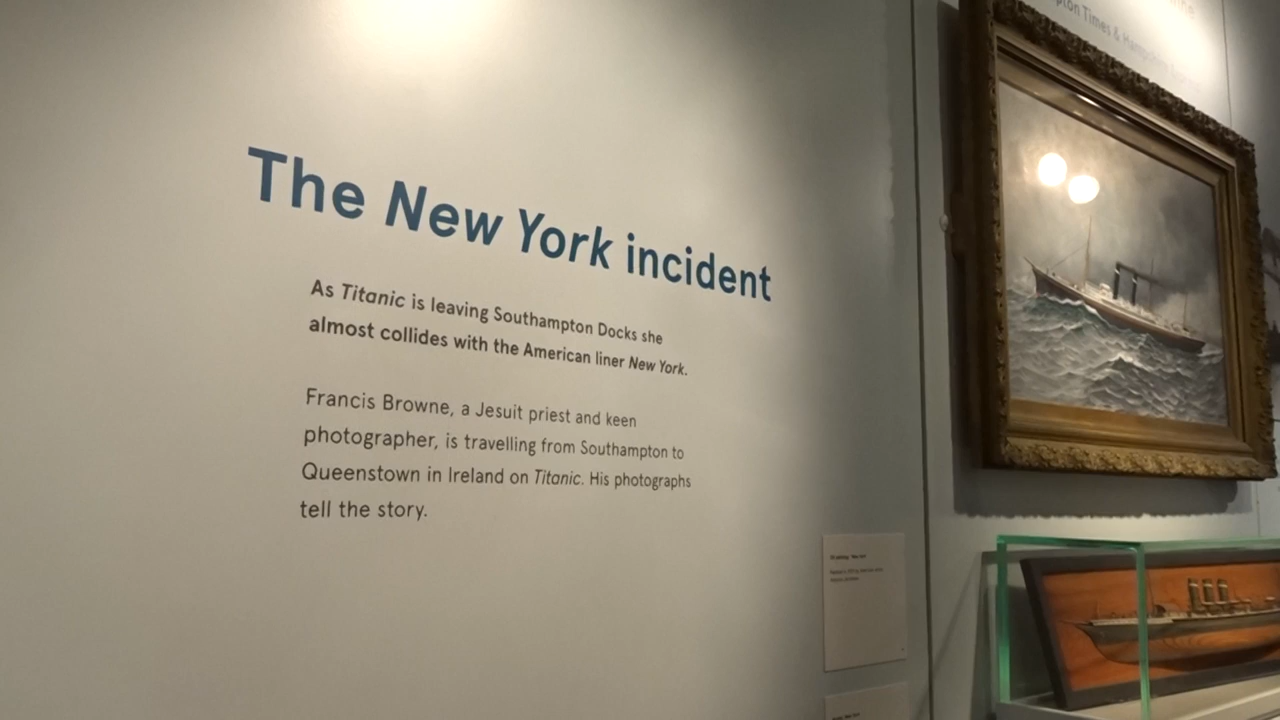 The New York incident
As Titanic is leaving Southampton Docks she
almost collides with the American liner New York.
Francis Browne, a Jesuit priest and keen
photographer, is travelling from Southampton to
Queenstown in Ireland on Titanic. His photographs
tell the story.
Times &